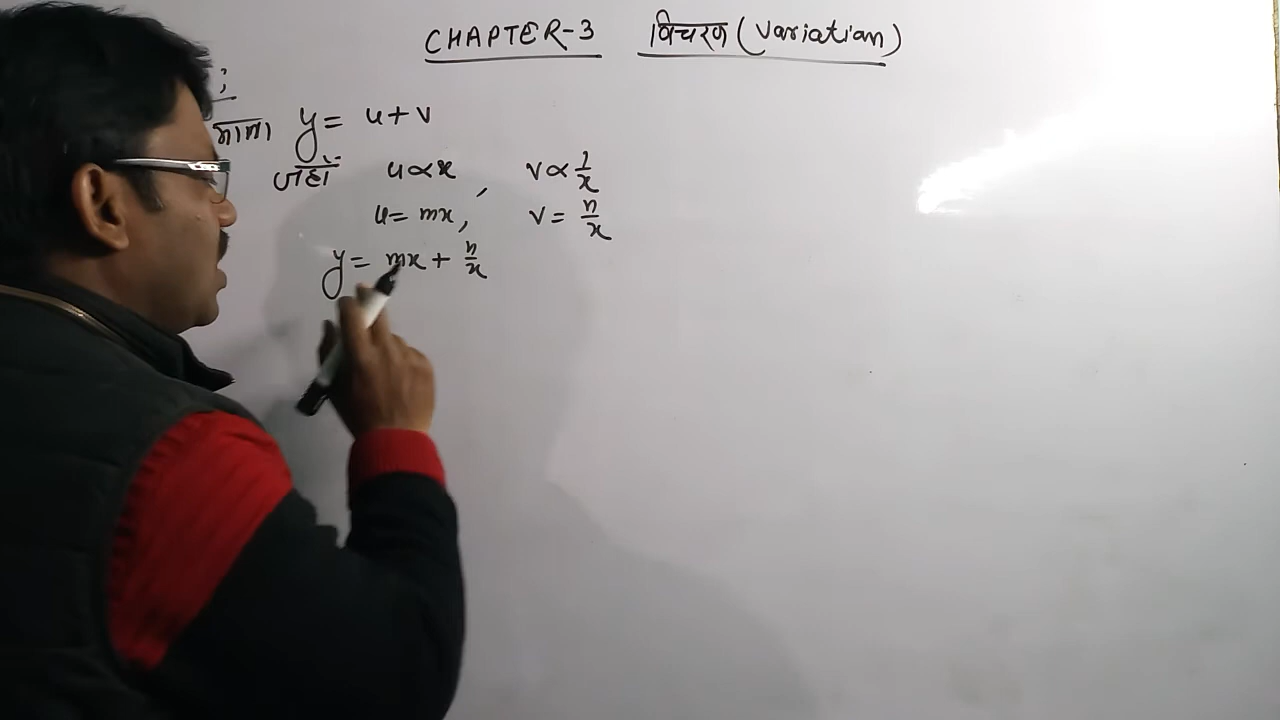 CHAPTER-3 विचरण (Variation)
;
माना y = u + v
जहाँ u ∝ x , v ∝ 1/x
u = mx, v = n/x
y = mx + n/x